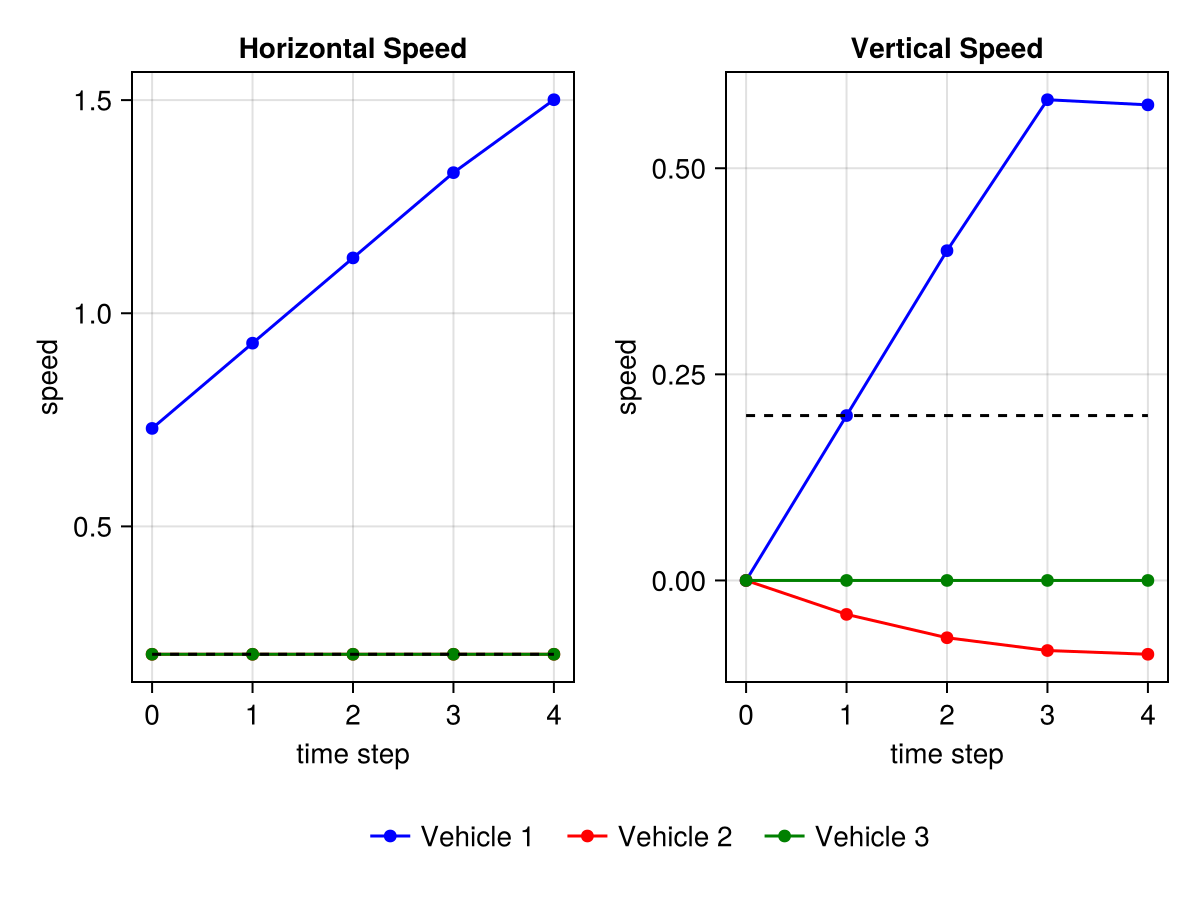 Horizontal Speed
1.5
1.0
0.5
speed
0 1 2 3 4
time step
Vertical Speed
0.50
0.25
0.00
speed
0 1 2 3 4
time step
Vehicle 1 Vehicle 2 Vehicle 3